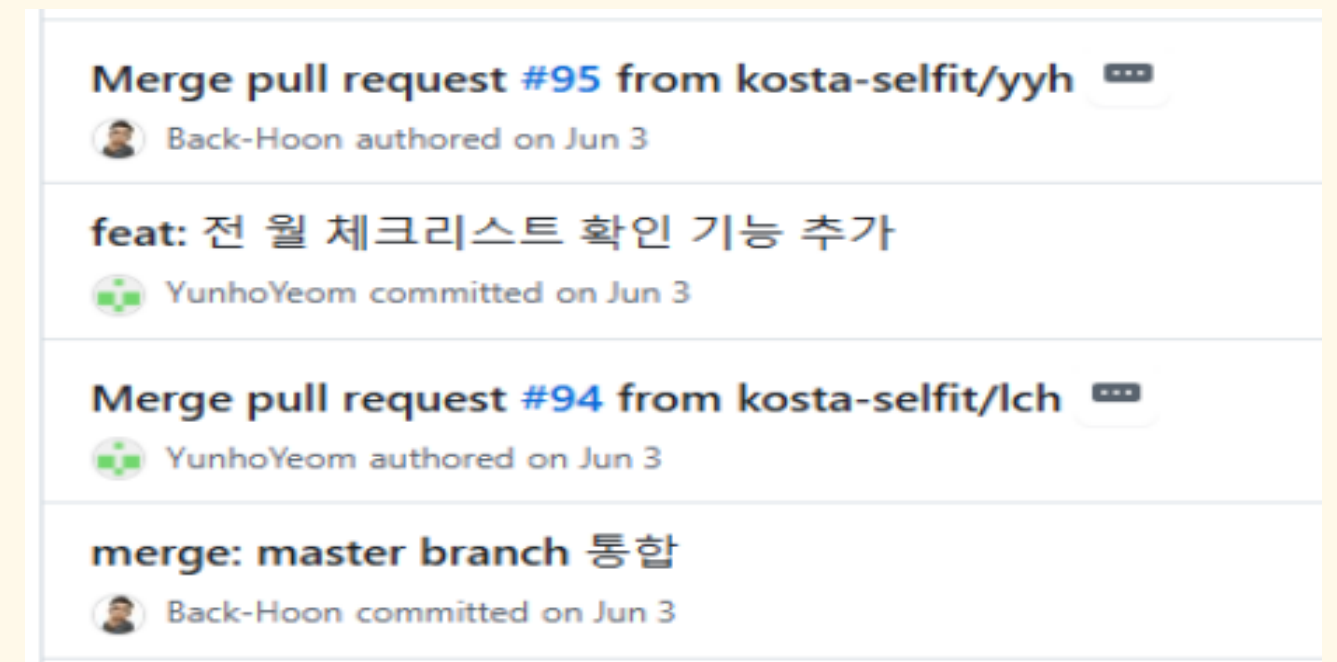 Merge pull request #95 from kosta-selfit/yyh
Back-Hoon authored on Jun 3
feat: 전 월 체크리스트 확인 기능 추가
YunhoYeom committed on Jun 3
Merge pull request #94 from kosta-selfit/lch
YunhoYeom authored on Jun 3
merge: master branch 통합
Back-Hoon committed on Jun 3